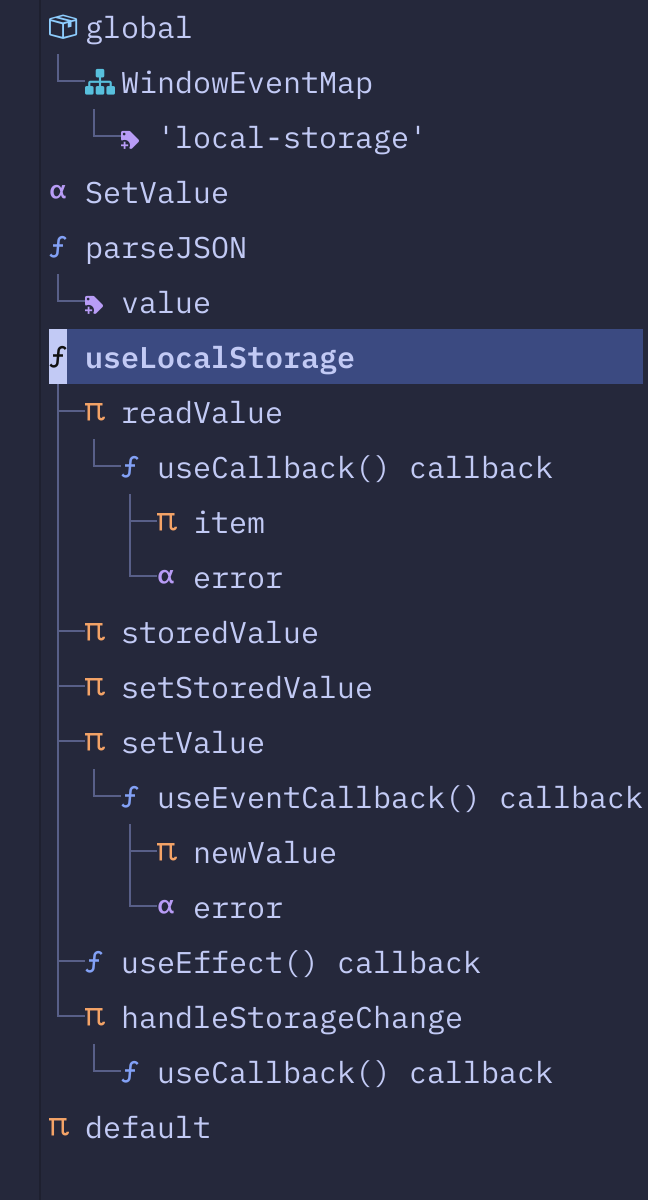 global
WindowEventMap
'local-storage'
α SetValue
ƒ parseJSON
value
ƒ useLocalStorage
π readValue
ƒ useCallback() callback
π item
α error
π storedValue
π setStoredValue
π setValue
ƒ useEventCallback() callback
π newValue
α error
ƒ useEffect() callback
π handleStorageChange
ƒ useCallback() callback
π default